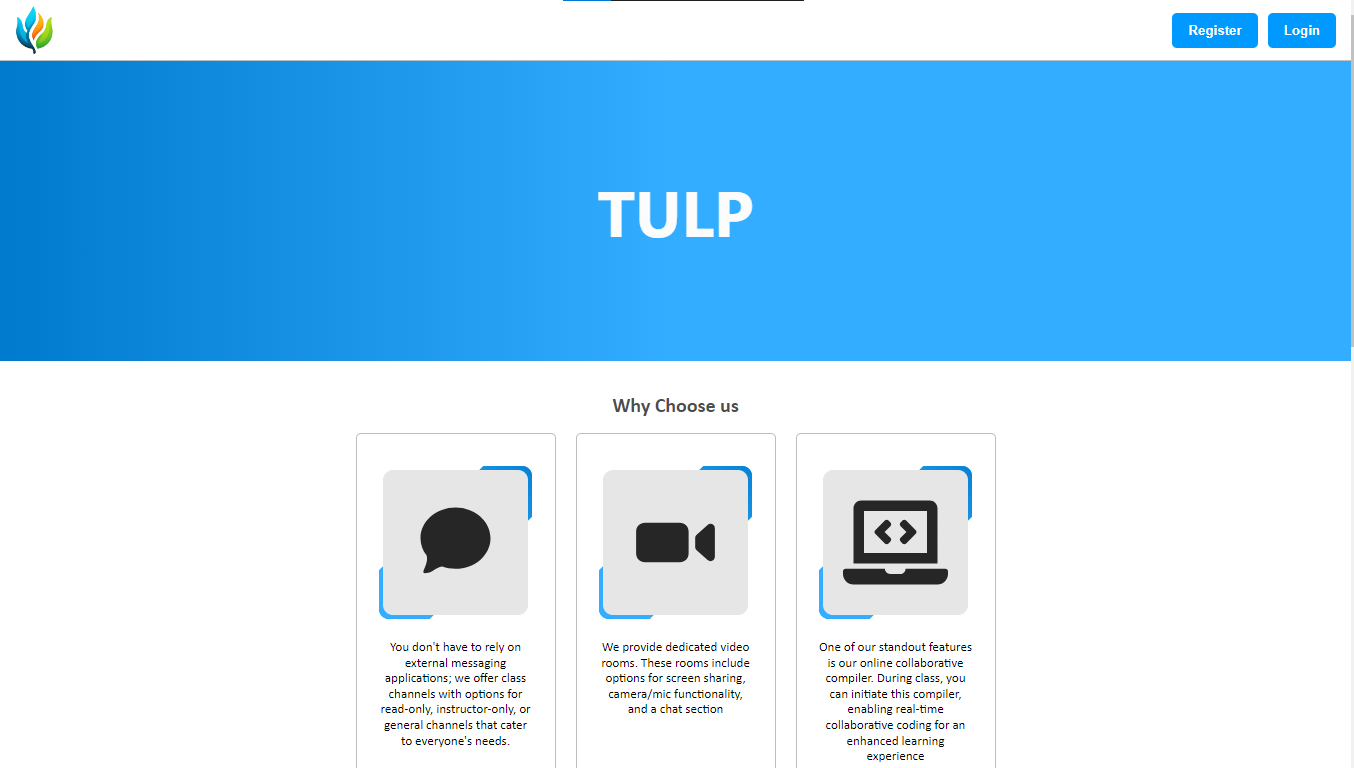 Register
Login
TULP
Why Choose us
You don't have to rely on
external messaging
applications; we offer class
channels with options for
read-only, instructor-only, or
general channels that cater
to everyone's needs.
We provide dedicated video
rooms. These rooms include
options for screen sharing,
camera/mic functionality,
and a chat section
One of our standout features
is our online collaborative
compiler. During class, you
can initiate this compiler,
enabling real-time
collaborative coding for an
enhanced learning
experience